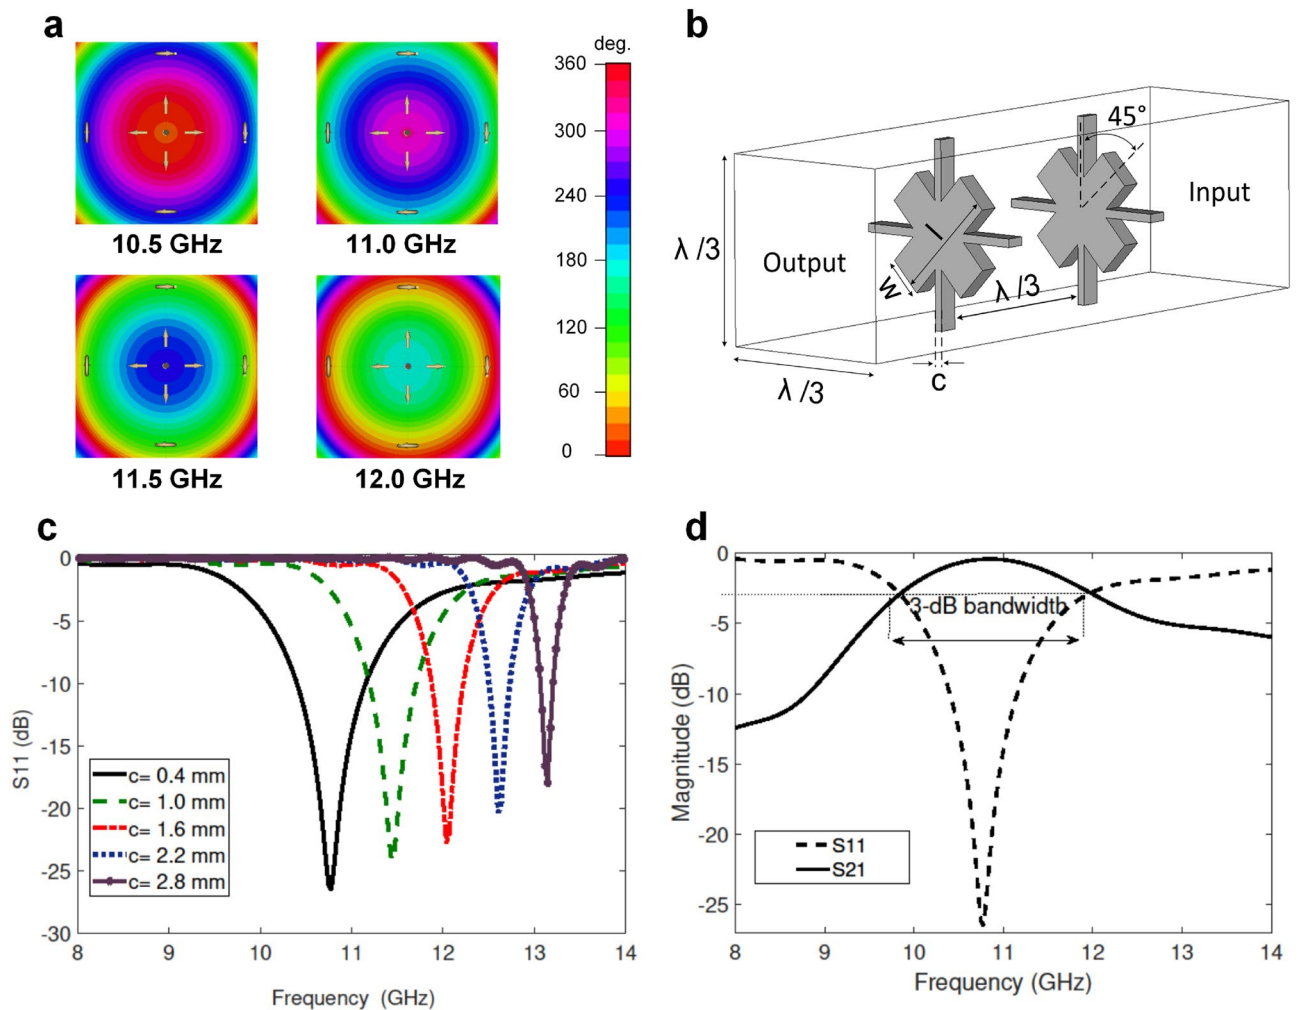 a
deg.
360
300
240
180
120
60
0
10.5 GHz
11.0 GHz
11.5 GHz
12.0 GHz
b
45°
Input
Output
λ /3
l
w
λ /3
λ /3
c
c
0
-5
-10
-15
-20
-25
-30
S11 (dB)
c= 0.4 mm
c= 1.0 mm
c= 1.6 mm
c= 2.2 mm
c= 2.8 mm
8 9 10 11 12 13 14
Frequency (GHz)
d
0
-5
-10
-15
-20
-25
Magnitude (dB)
3-dB bandwidth
S11
S21
8 9 10 11 12 13 14
Frequency (GHz)